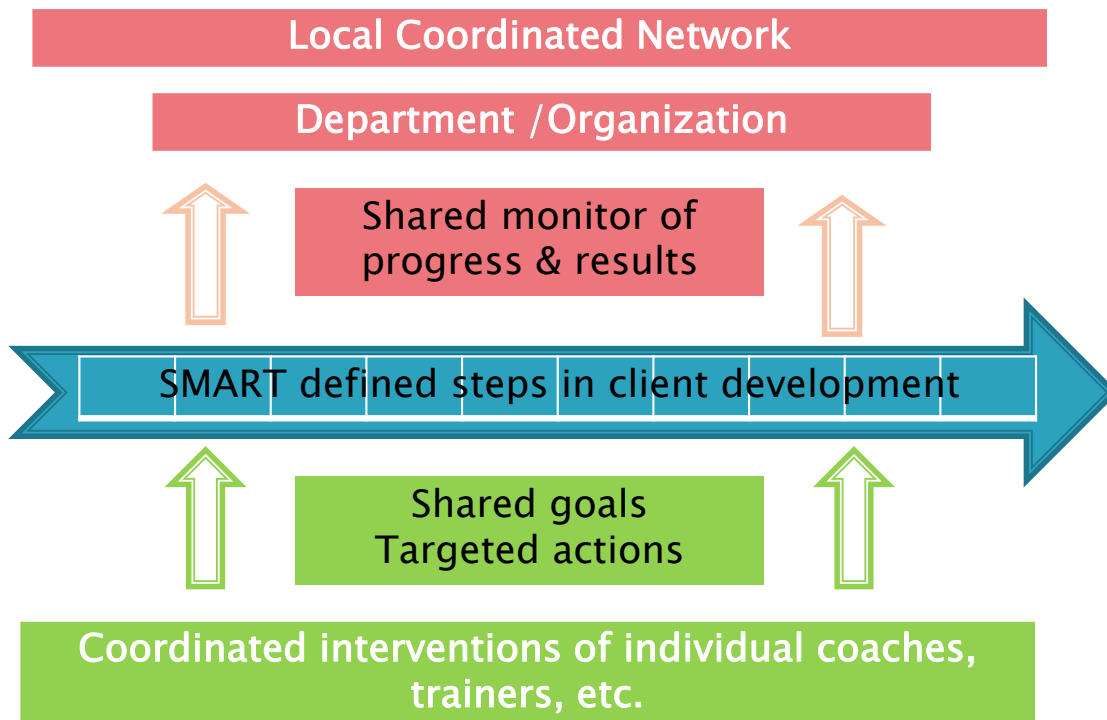 Local Coordinated Network
Department /Organization
Shared monitor of
progress & results
SMART defined steps in client development
Shared goals
Targeted actions
Coordinated interventions of individual coaches,
trainers, etc.